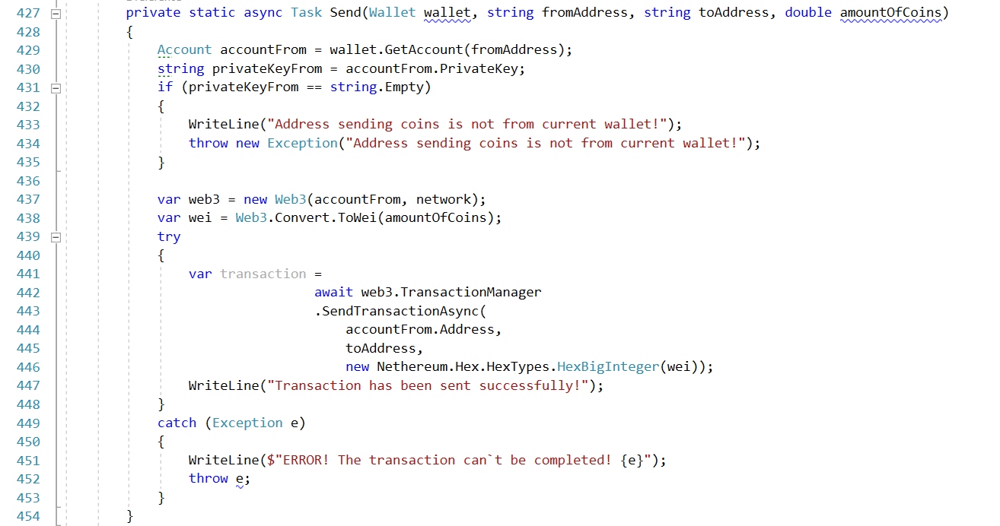 427 private static async Task Send(Wallet wallet, string fromAddress, string toAddress, double amountOfCoins)
428 {
429 Account accountFrom = wallet.GetAccount(fromAddress);
430 string privateKeyFrom = accountFrom.PrivateKey;
431 if (privateKeyFrom == string.Empty)
432 {
433 WriteLine("Address sending coins is not from current wallet!");
434 throw new Exception("Address sending coins is not from current wallet!");
435 }
436
437 var web3 = new Web3(accountFrom, network);
438 var wei = Web3.Convert.ToWei(amountOfCoins);
439 try
440 {
441 var transaction =
442 await web3.TransactionManager
443 .SendTransactionAsync(
444 accountFrom.Address,
445 toAddress,
446 new Nethereum.Hex.HexTypes.HexBigInteger(wei));
447 WriteLine("Transaction has been sent successfully!");
448 }
449 catch (Exception e)
450 {
451 WriteLine($"ERROR! The transaction can`t be completed! {e}");
452 throw e;
453 }
454 }